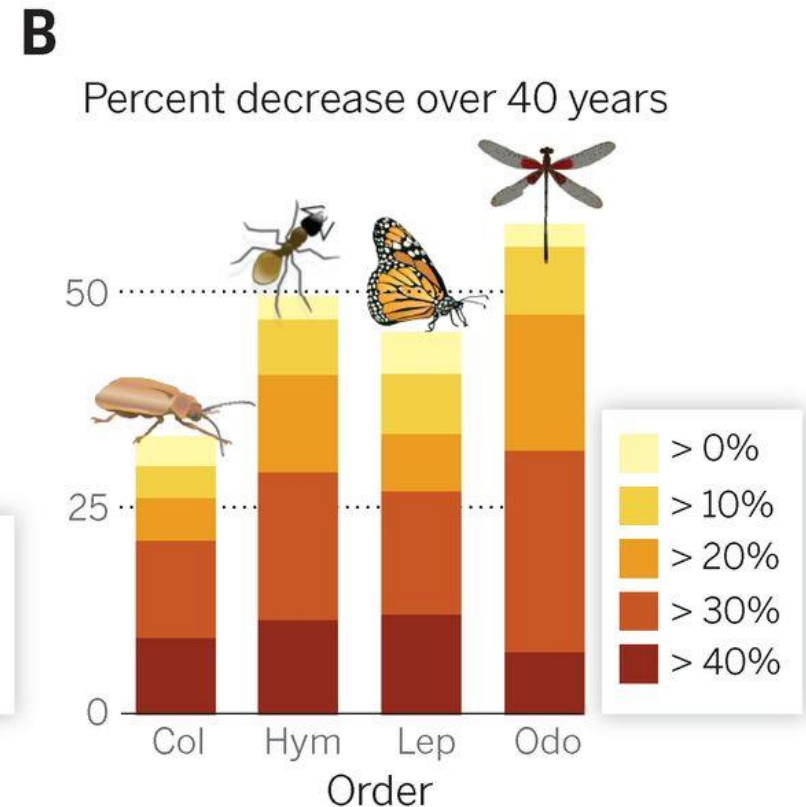 B
Percent decrease over 40 years
50
25
0
Col Hym Lep Odo
Order
> 0%
> 10%
> 20%
> 30%
> 40%